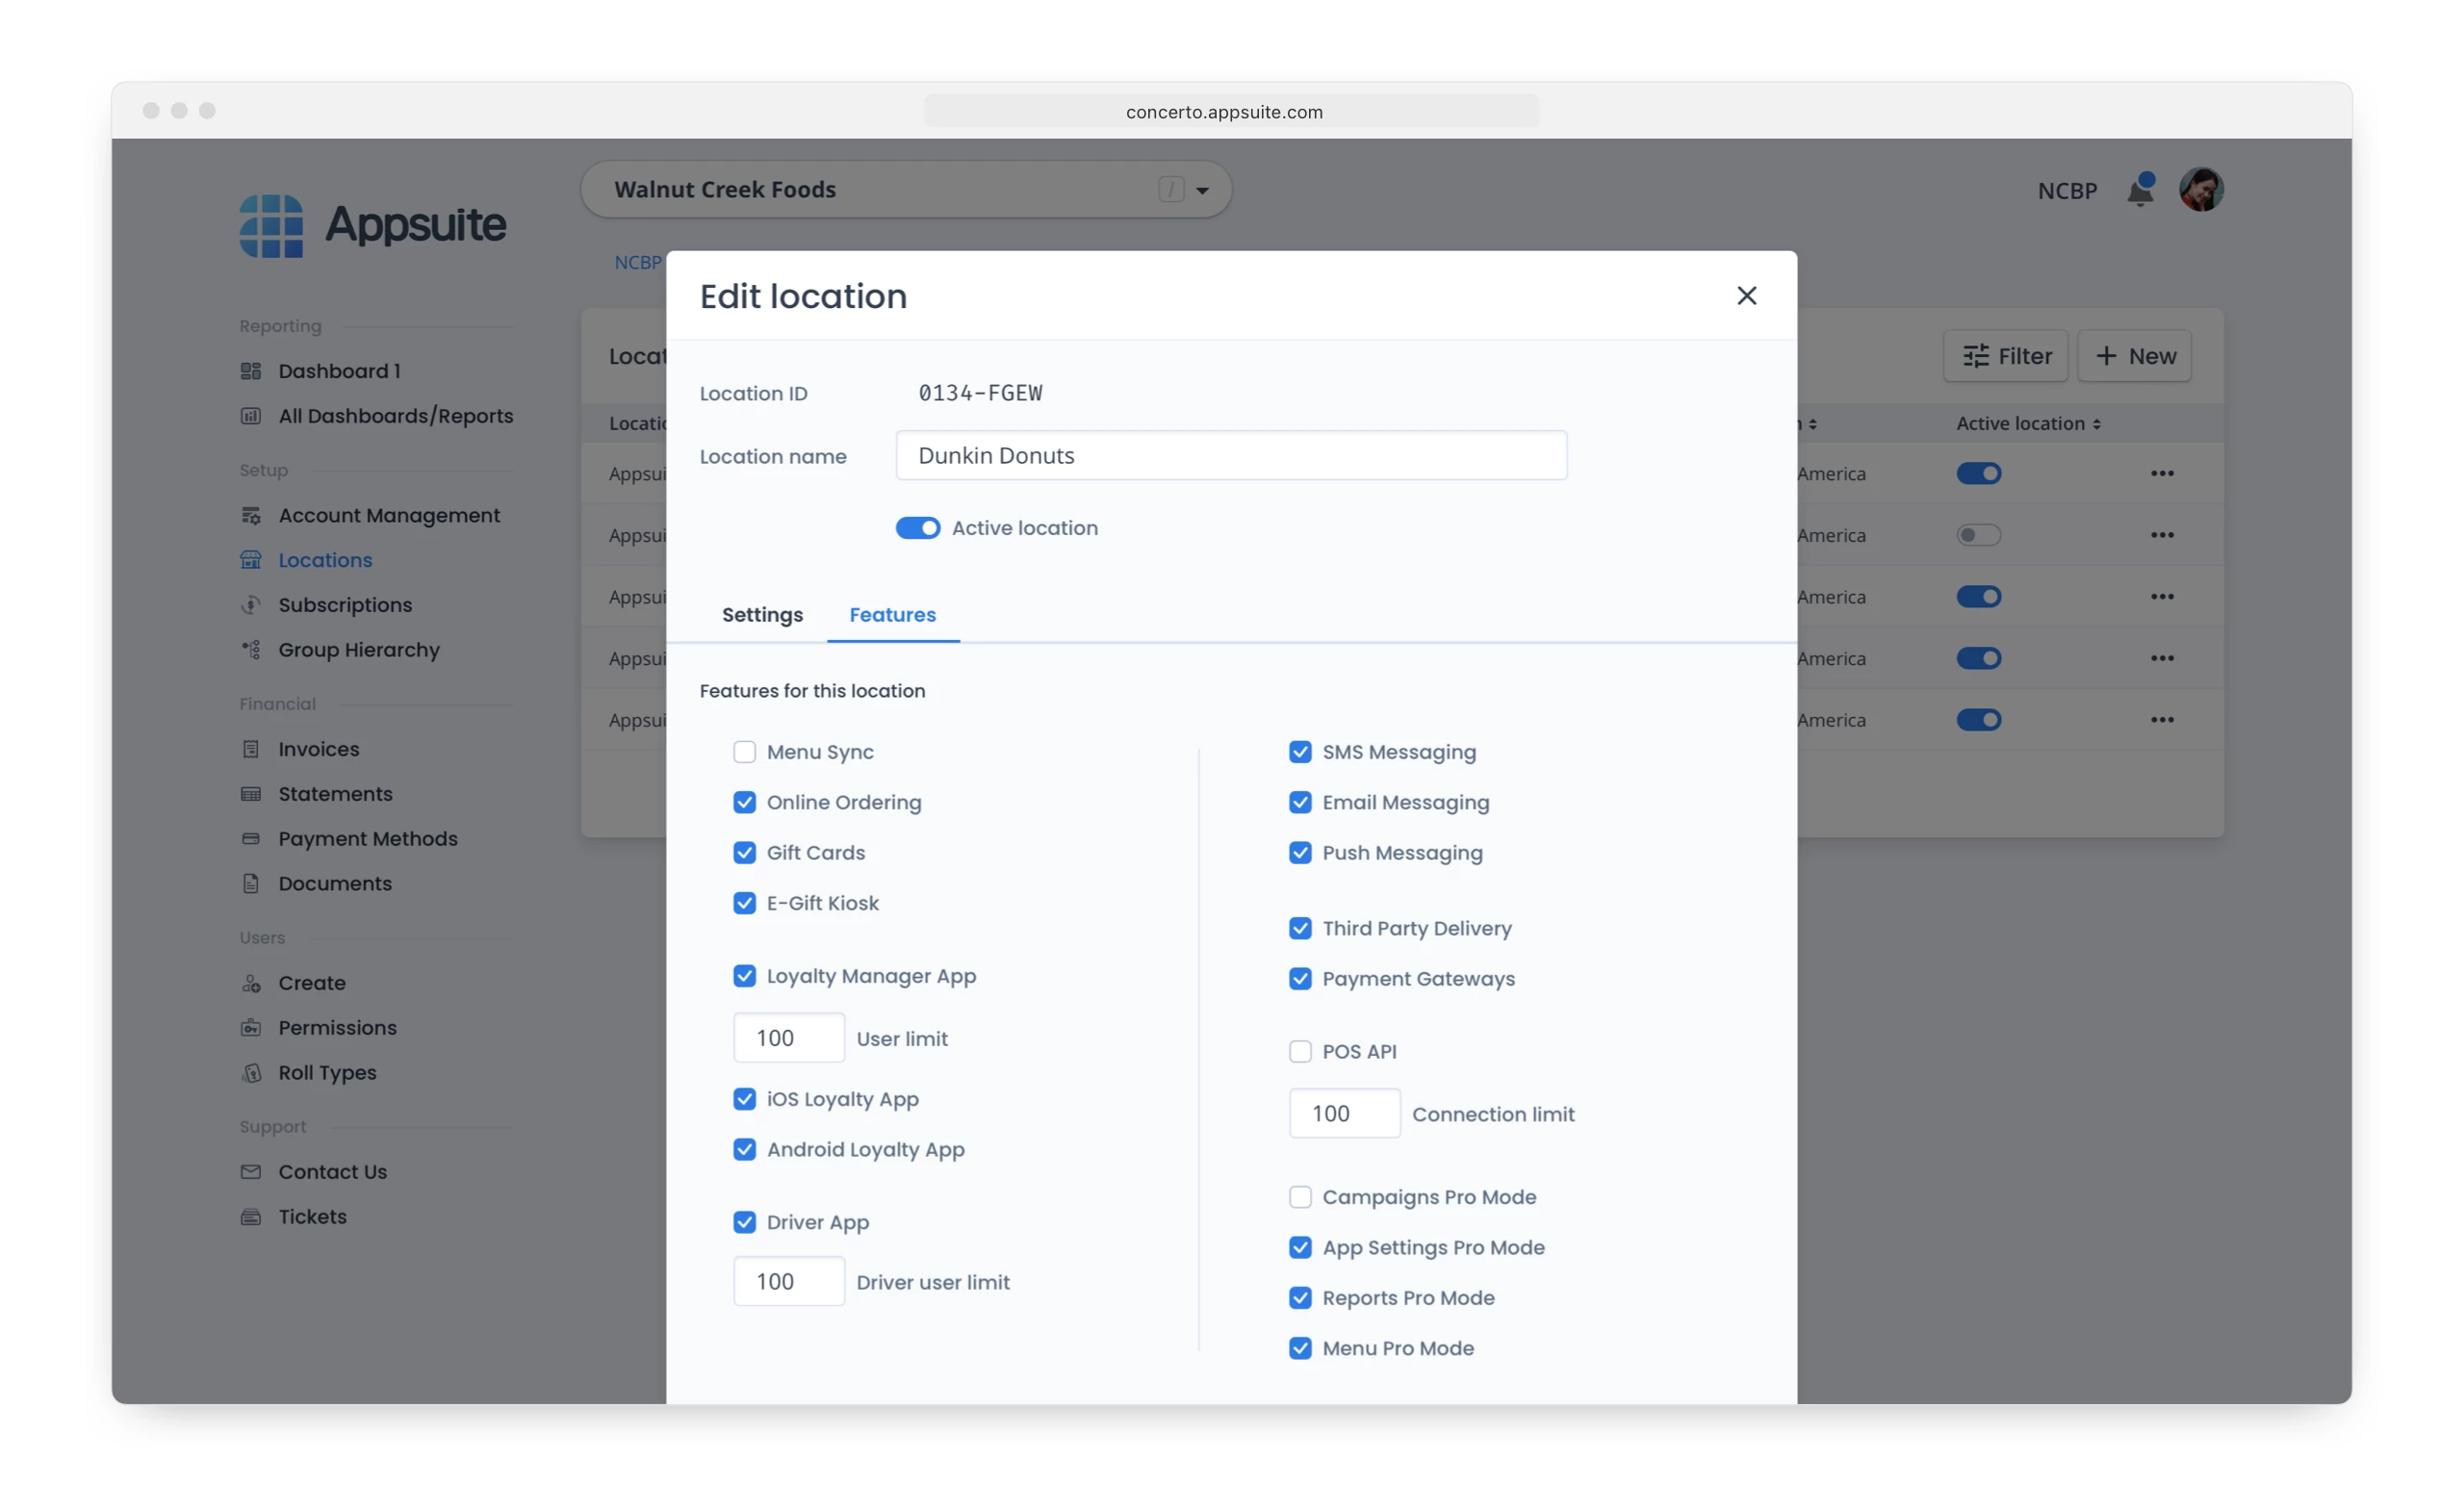 concerto.appsuite.com
Appsuite
Walnut Creek Foods /
NCBP
NCBP
Reporting
Dashboard 1
All Dashboards/Reports
Setup
Account Management
Locations
Subscriptions
Group Hierarchy
Financial
Invoices
Statements
Payment Methods
Documents
Users
Create
Permissions
Roll Types
Support
Contact Us
Tickets
Filter
New
Active location
America
America
America
America
America
Appsui
Appsui
Appsui
Appsui
Appsui
Edit location
Location ID 0134-FGEW
Location name Dunkin Donuts
Active location
Settings Features
Features for this location
Menu Sync
Online Ordering
Gift Cards
E-Gift Kiosk
Loyalty Manager App
100 User limit
iOS Loyalty App
Android Loyalty App
Driver App
100 Driver user limit
SMS Messaging
Email Messaging
Push Messaging
Third Party Delivery
Payment Gateways
POS API
100 Connection limit
Campaigns Pro Mode
App Settings Pro Mode
Reports Pro Mode
Menu Pro Mode